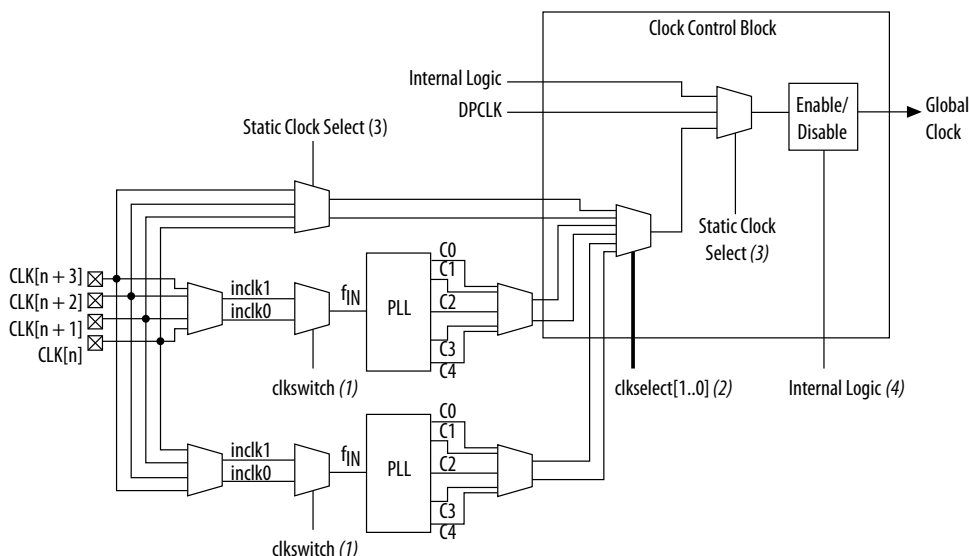 Clock Control Block
Internal Logic
DPCLK
Enable/
Disable
Global
Clock
Static Clock Select (3)
Static Clock
Select (3)
CLK[n + 3]
CLK[n + 2]
CLK[n + 1]
CLK[n]
inclk1
inclk0
fIN
PLL
C0
C1
C2
C3
C4
clkswitch (1)
clkselect[1..0] (2)
Internal Logic (4)
inclk1
inclk0
fIN
PLL
C0
C1
C2
C3
C4
clkswitch (1)